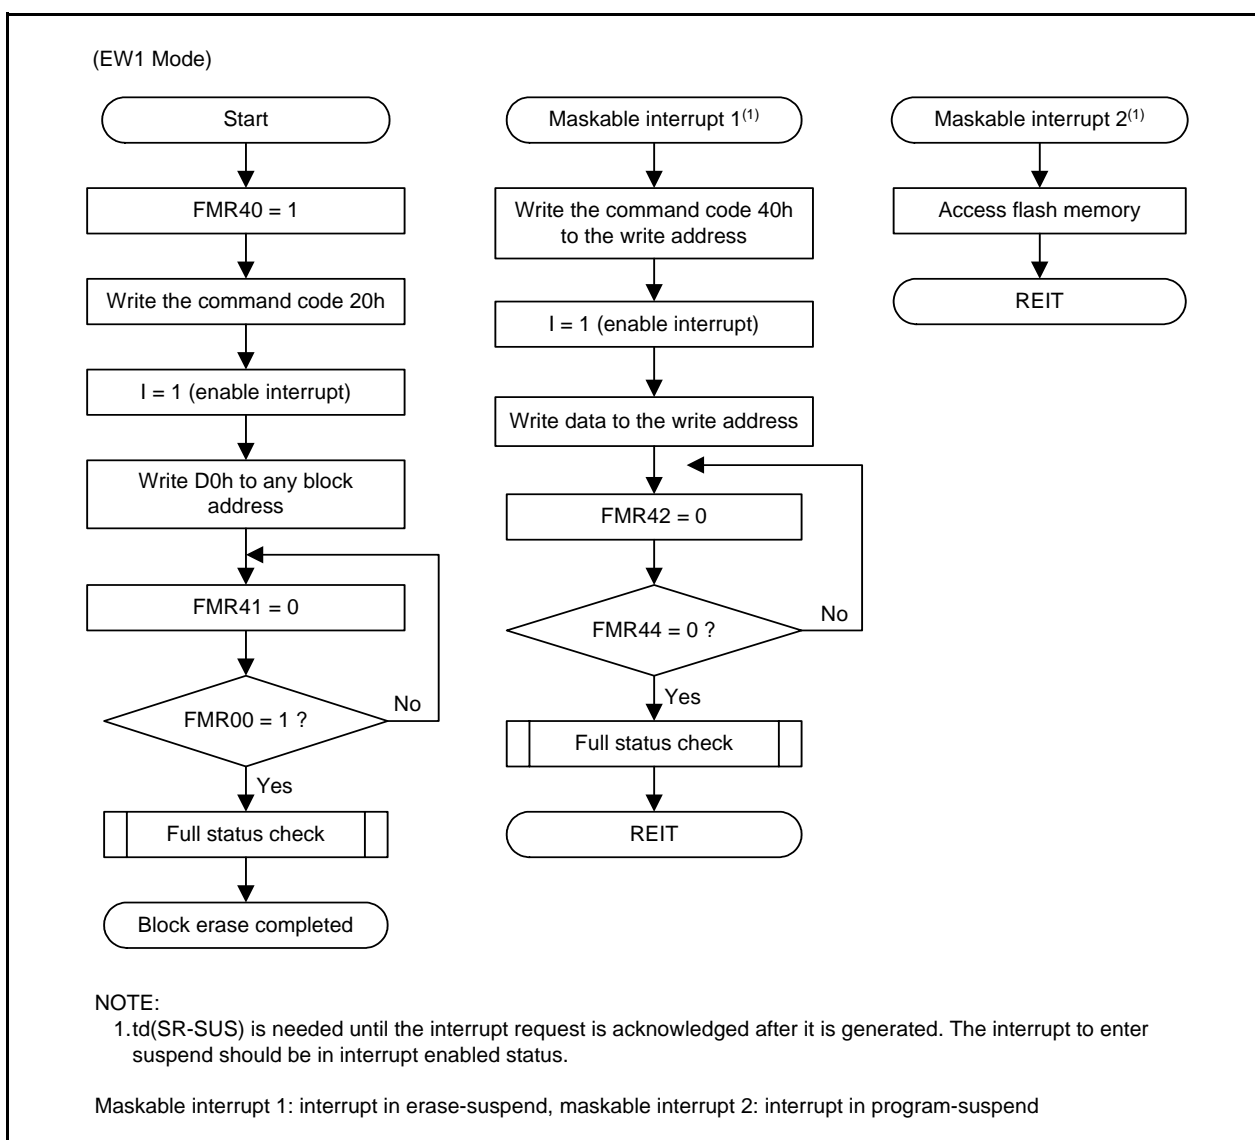 (EW1 Mode)
Start
FMR40 = 1
Write the command code 20h
I = 1 (enable interrupt)
Write D0h to any block
address
FMR41 = 0
FMR00 = 1 ?
No
Yes
Full status check
Block erase completed
Maskable interrupt 1(1)
Write the command code 40h
to the write address
I = 1 (enable interrupt)
Write data to the write address
FMR42 = 0
FMR44 = 0 ?
No
Yes
Full status check
REIT
Maskable interrupt 2(1)
Access flash memory
REIT
NOTE:
1.td(SR-SUS) is needed until the interrupt request is acknowledged after it is generated. The interrupt to enter
suspend should be in interrupt enabled status.
Maskable interrupt 1: interrupt in erase-suspend, maskable interrupt 2: interrupt in program-suspend